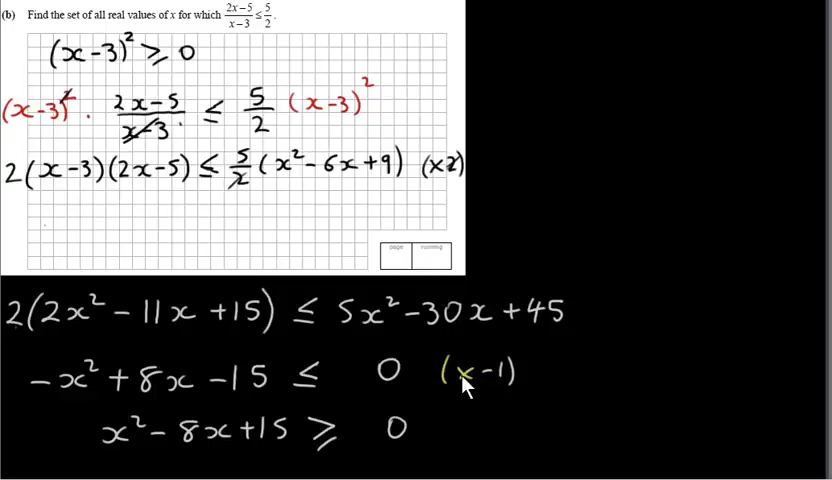 (b) Find the set of all real values of x for which (2x−5)/(x−3) ≤ 5/2.
(x−3)² ⩾ 0
(x−3)² · (2x−5)/(x−3) ≤ 5/2 (x−3)²
2(x−3)(2x−5) ≤ 5/2 (x²−6x+9) (×2)
page running
2(2x²−11x+15) ≤ 5x²−30x+45
−x²+8x−15 ≤ 0 (×−1)
x²−8x+15 ⩾ 0